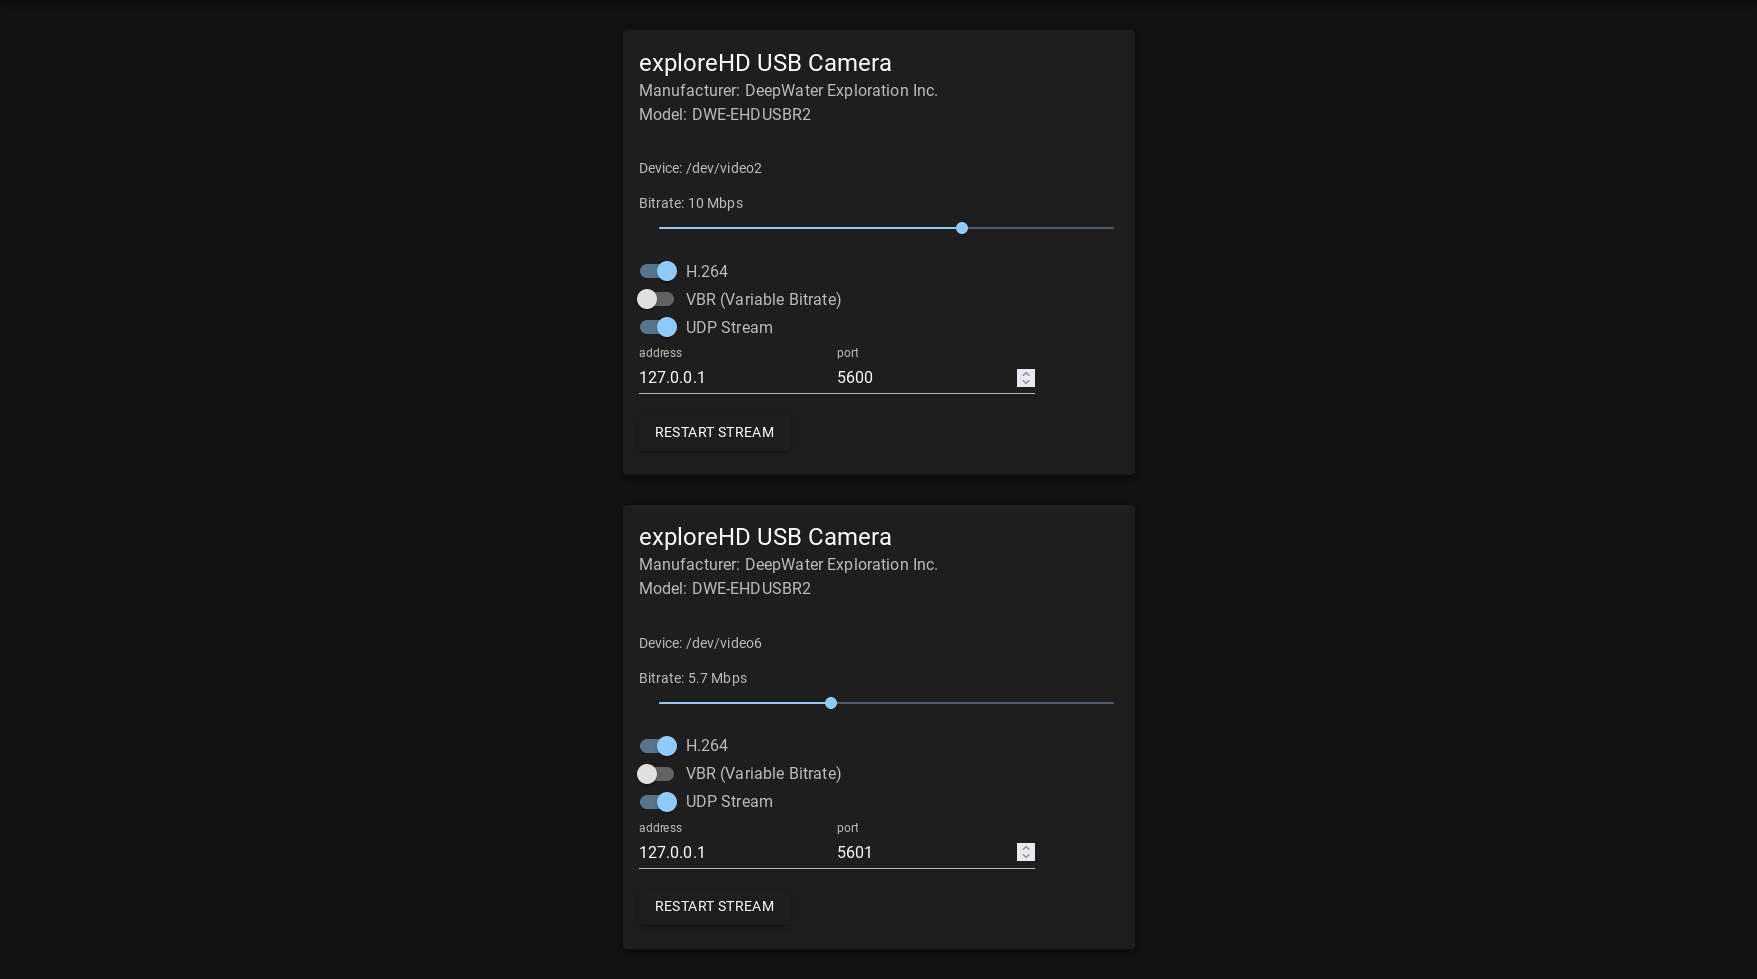 exploreHD USB Camera
Manufacturer: DeepWater Exploration Inc.
Model: DWE-EHDUSBR2
Device: /dev/video2
Bitrate: 10 Mbps
H.264
VBR (Variable Bitrate)
UDP Stream
address port
127.0.0.1 5600
RESTART STREAM
exploreHD USB Camera
Manufacturer: DeepWater Exploration Inc.
Model: DWE-EHDUSBR2
Device: /dev/video6
Bitrate: 5.7 Mbps
H.264
VBR (Variable Bitrate)
UDP Stream
address port
127.0.0.1 5601
RESTART STREAM